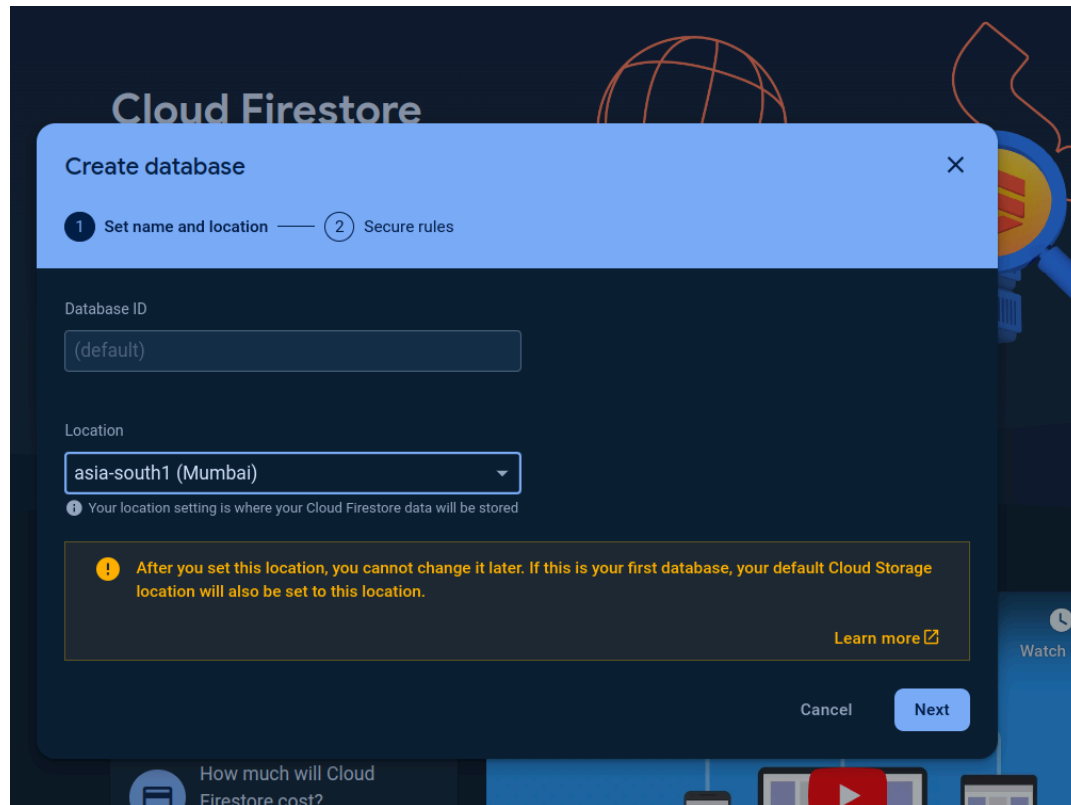 Cloud Firestore
Create database
1 Set name and location
2 Secure rules
Database ID
(default)
Location
asia-south1 (Mumbai)
Your location setting is where your Cloud Firestore data will be stored
After you set this location, you cannot change it later. If this is your first database, your default Cloud Storage
location will also be set to this location.
Learn more
Watch
Cancel
Next
How much will Cloud
Firestore cost?